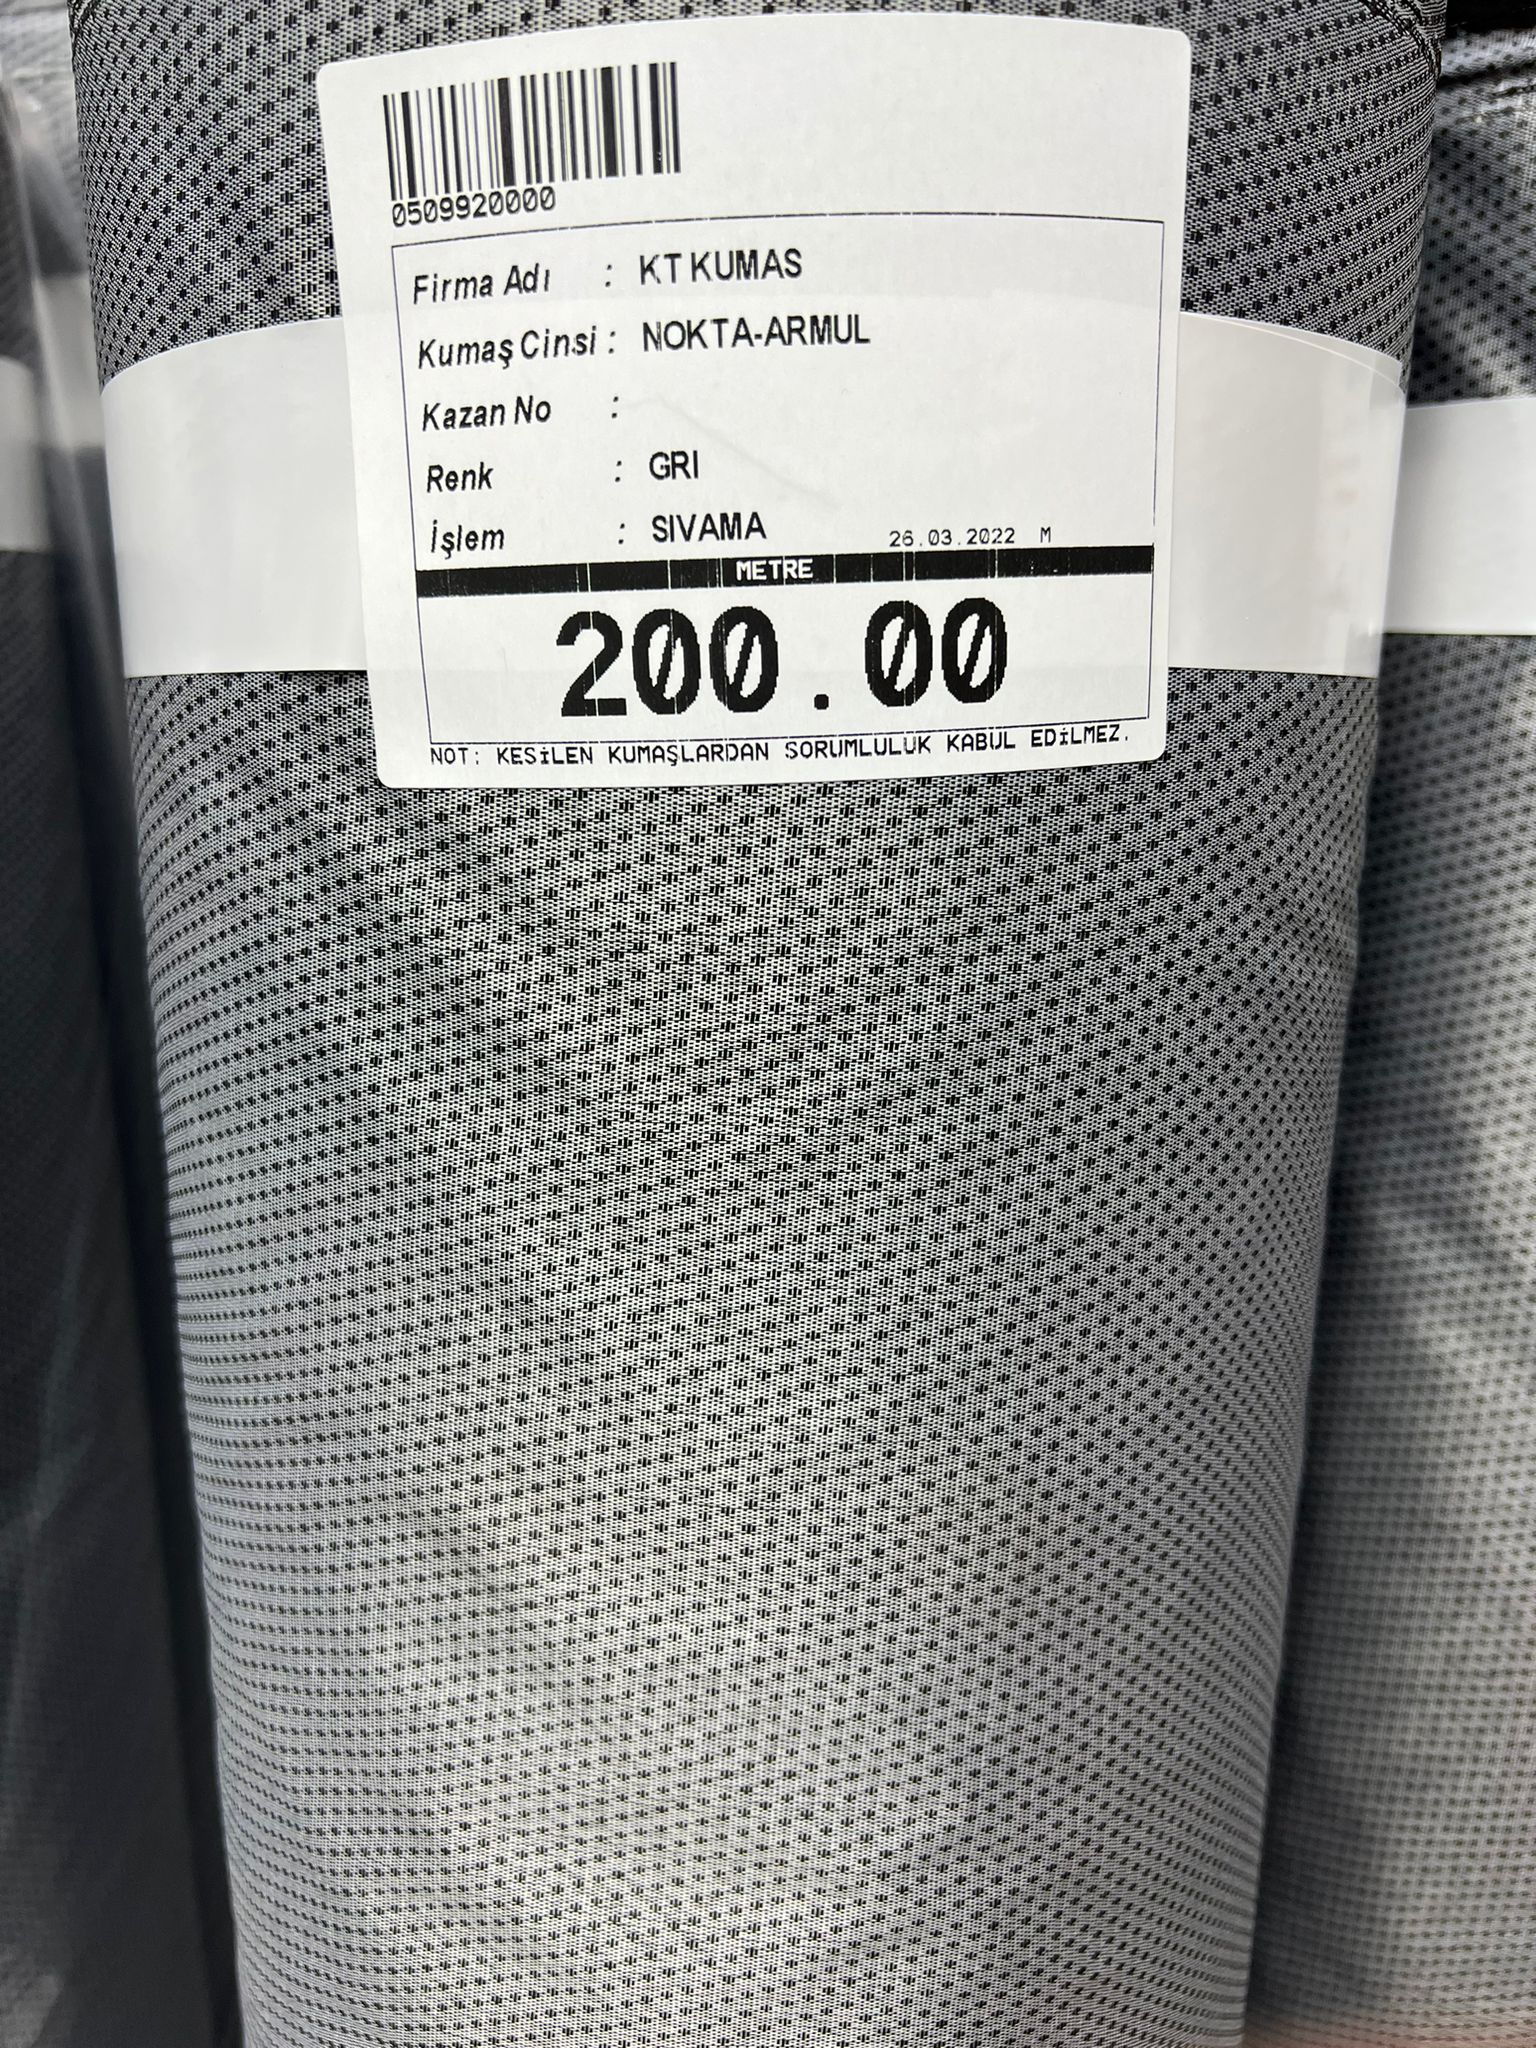 0509920000
Firma Adı : KT KUMAS
Kumaş Cinsi : NOKTA-ARMUL
Kazan No :
Renk : GRI
İşlem : SIVAMA
26.03.2022 M
METRE
200.00
NOT: KESİLEN KUMAŞLARDAN SORUMLULUK KABUL EDİLMEZ.